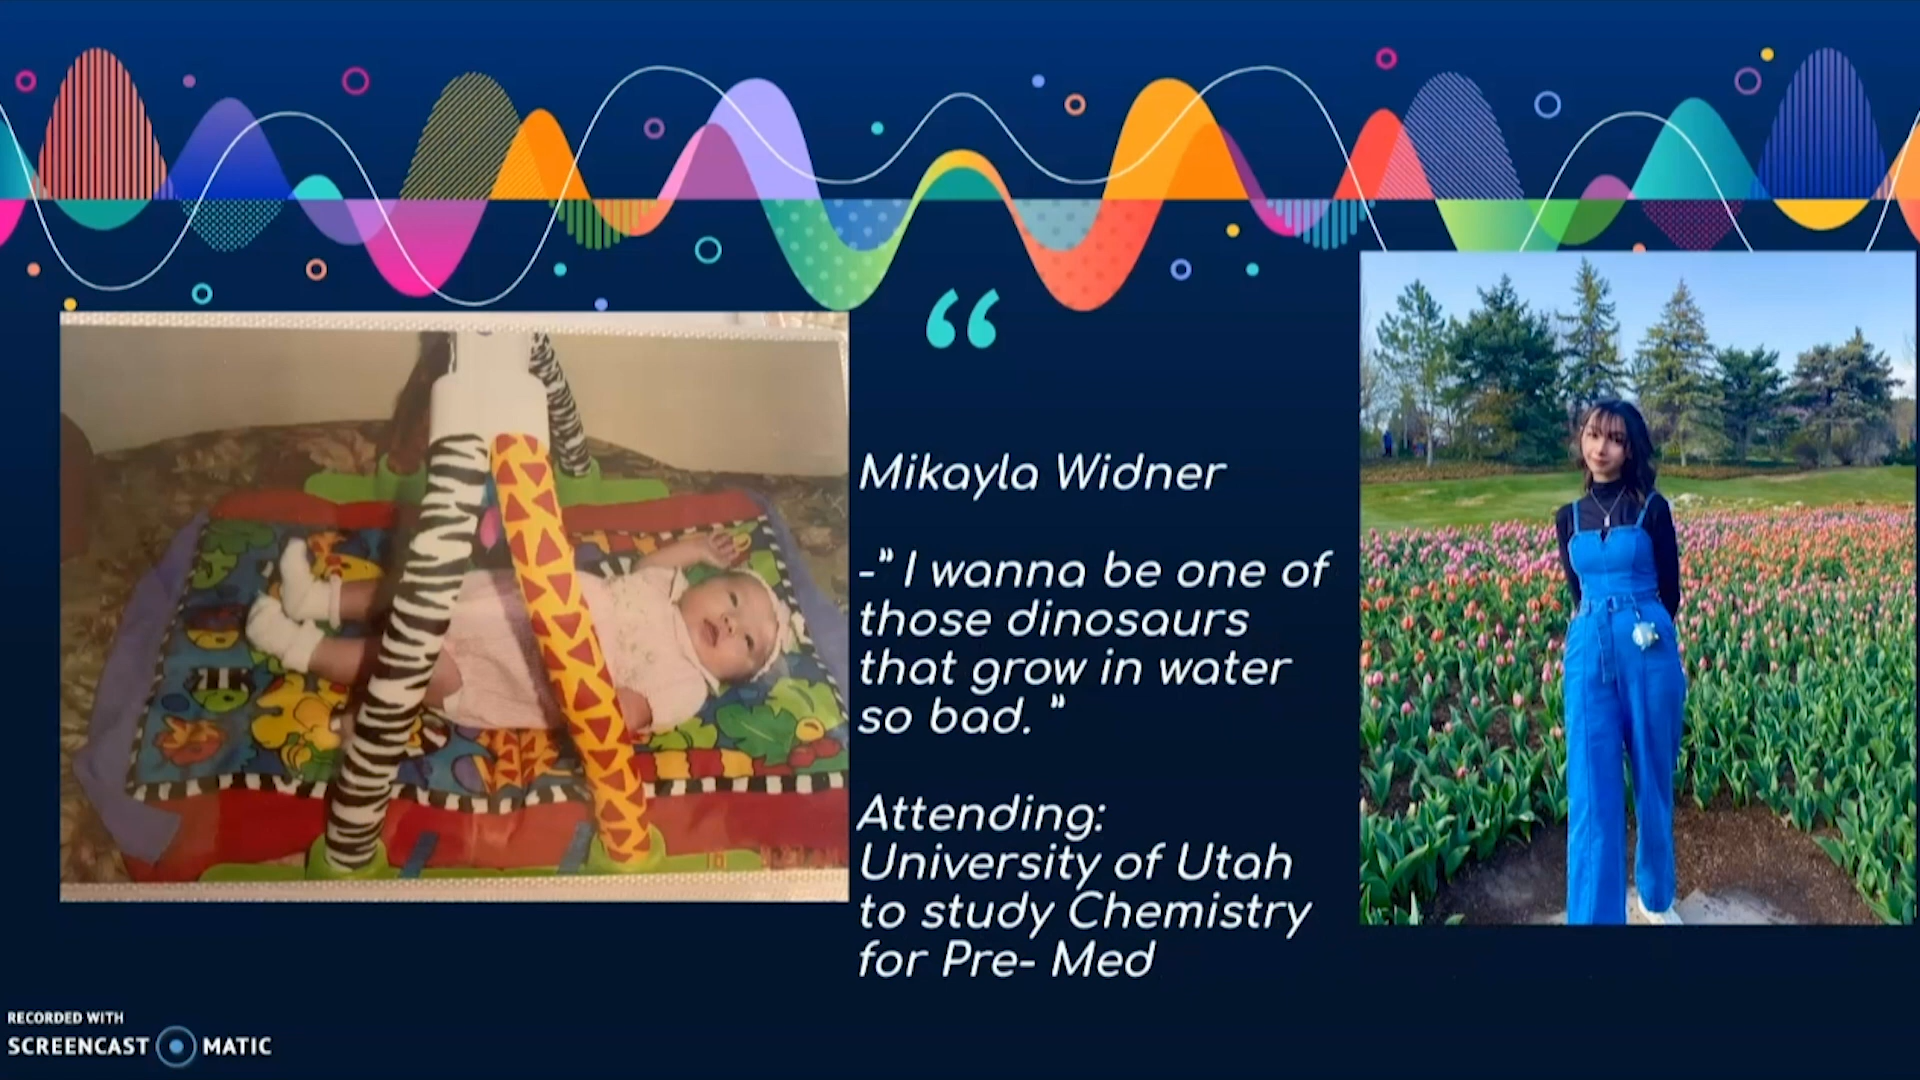 “
Mikayla Widner
-” I wanna be one of
those dinosaurs
that grow in water
so bad. ”
Attending:
University of Utah
to study Chemistry
for Pre- Med
RECORDED WITH
SCREENCAST MATIC